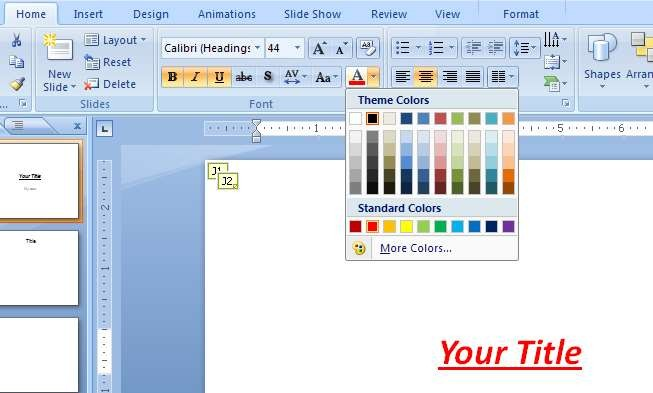 Home Insert Design Animations Slide Show Review View Format
Layout
Calibri (Headings 44 A A Aa
New Slide
Reset
Delete
B I U abc S AV Aa A
Shapes Arran
Slides Font
Theme Colors
Standard Colors
More Colors...
L 1 5 6
2 1
J1
J2
Your Title
Title
Your Title